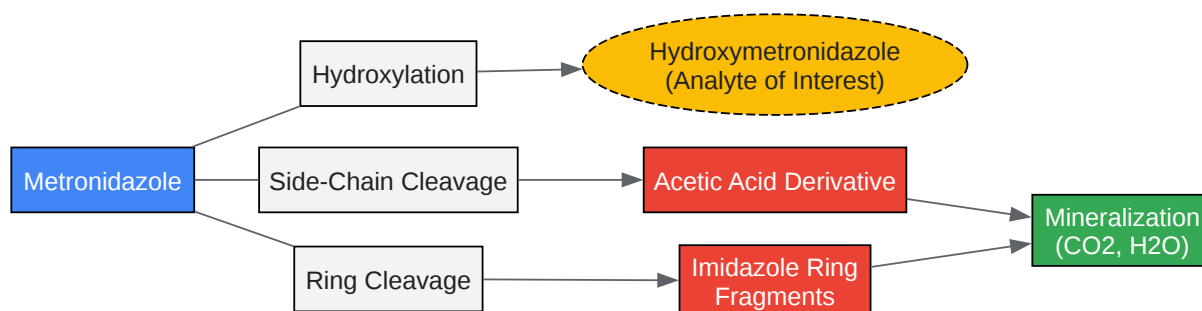 Hydroxymetronidazole
(Analyte of Interest)
Hydroxylation
Metronidazole
Side-Chain Cleavage
Acetic Acid Derivative
Mineralization
(CO2, H2O)
Ring Cleavage
Imidazole Ring
Fragments